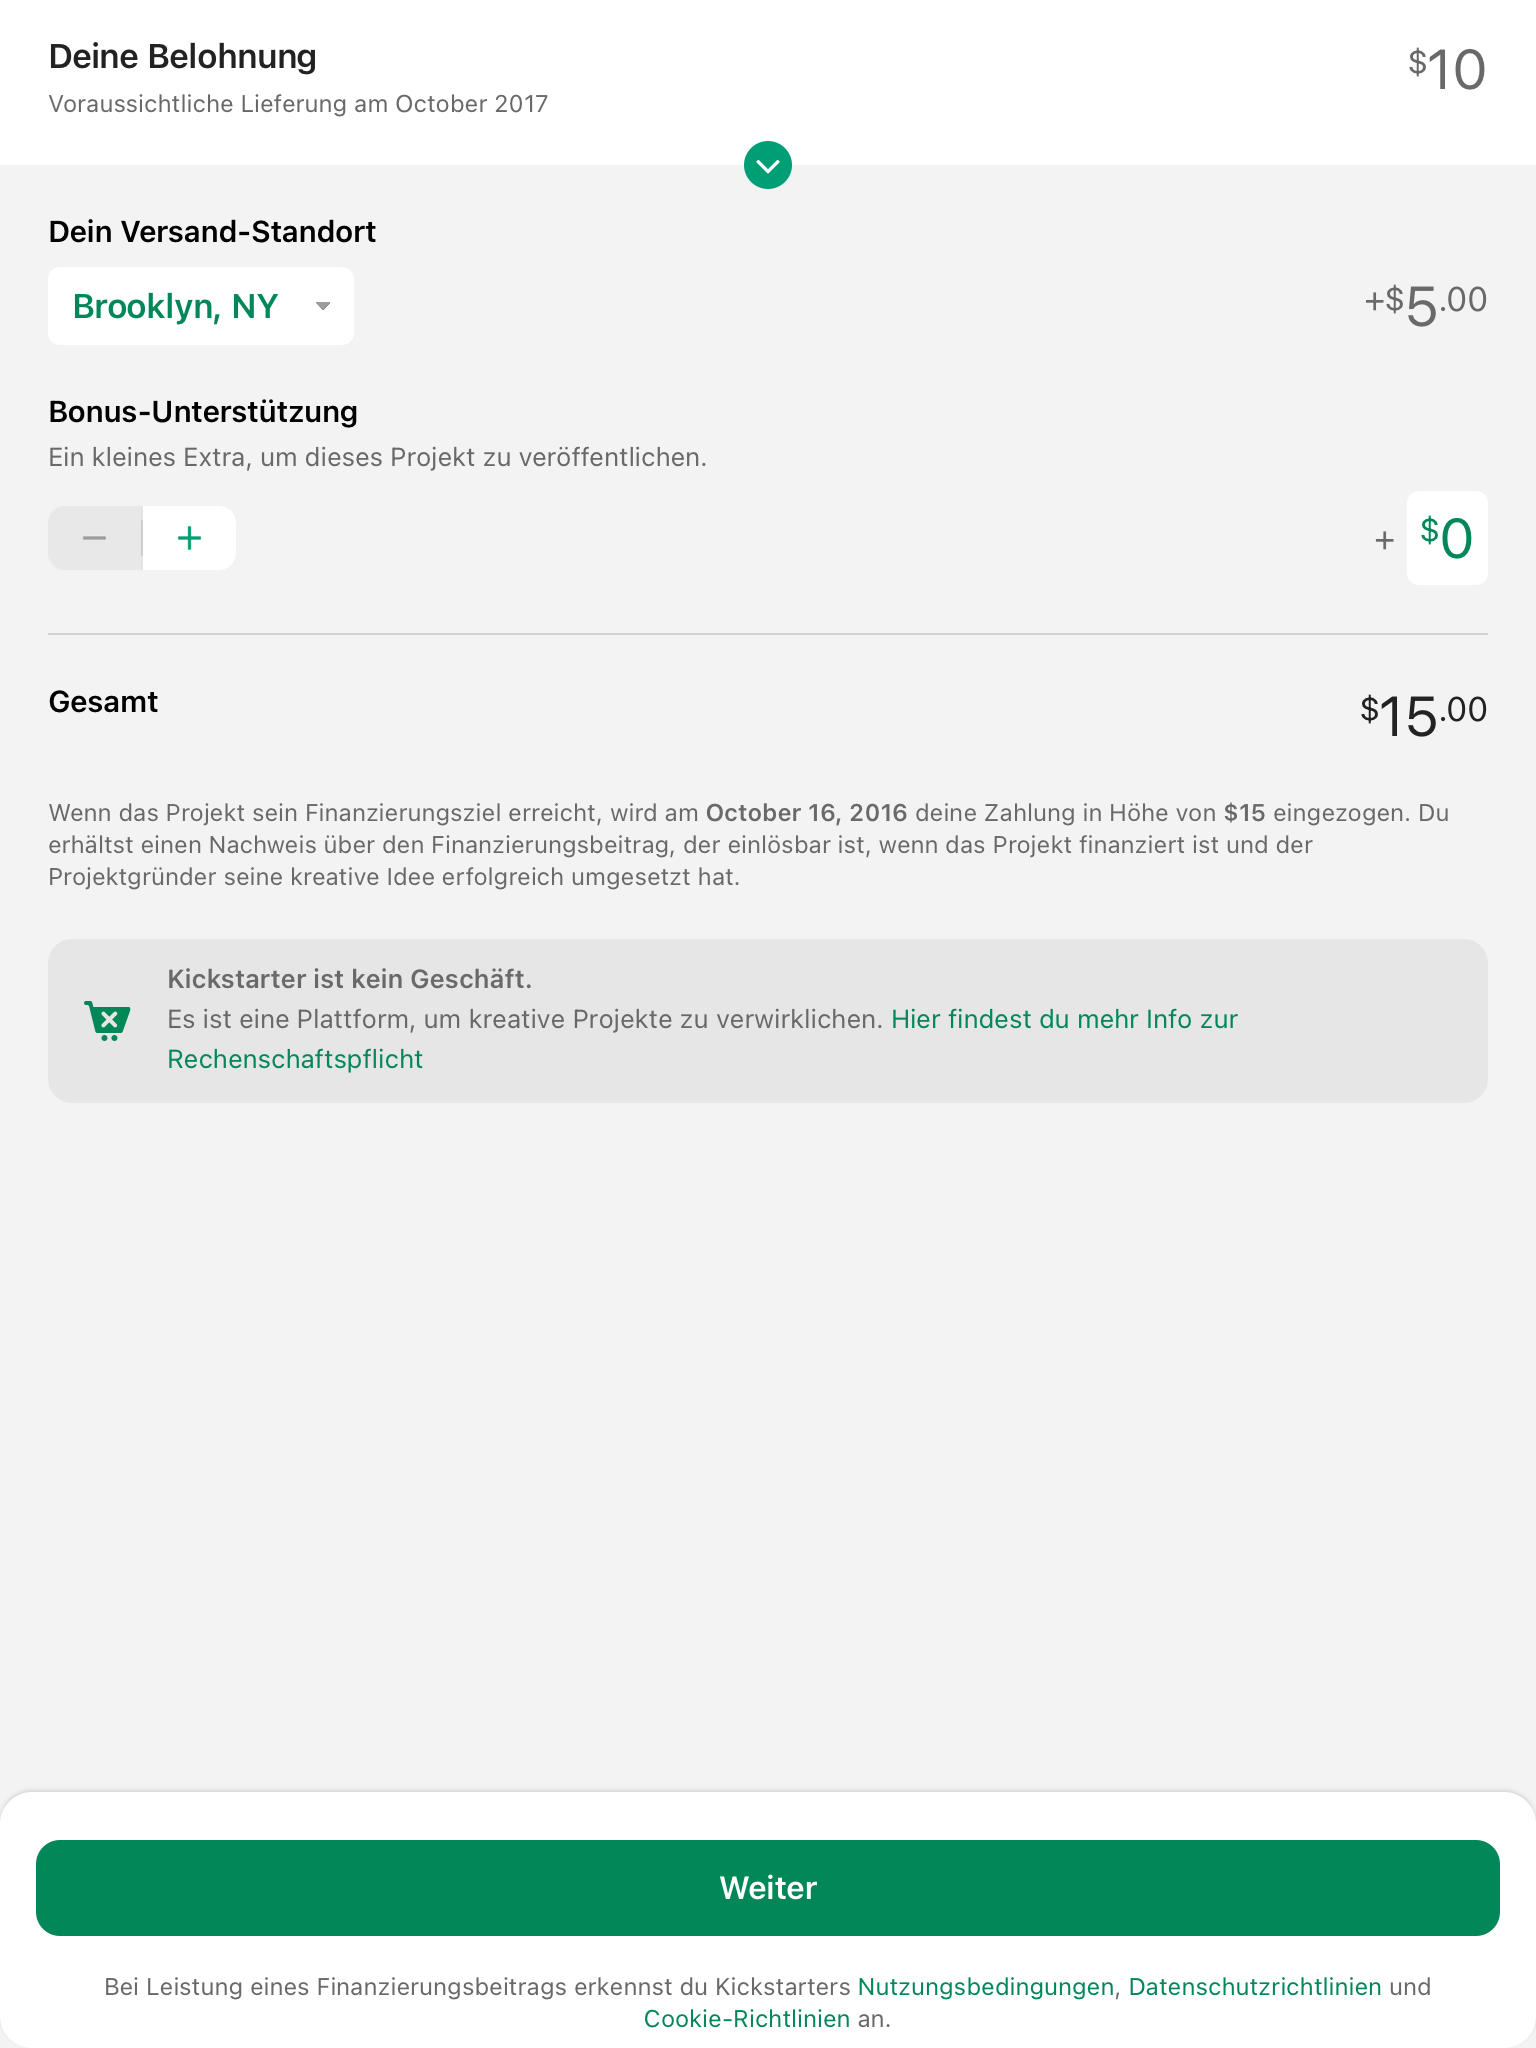 Deine Belohnung
$10
Voraussichtliche Lieferung am October 2017
Dein Versand-Standort
Brooklyn, NY
+$5.00
Bonus-Unterstützung
Ein kleines Extra, um dieses Projekt zu veröffentlichen.
− +
+ $0
Gesamt
$15.00
Wenn das Projekt sein Finanzierungsziel erreicht, wird am October 16, 2016 deine Zahlung in Höhe von $15 eingezogen. Du
erhältst einen Nachweis über den Finanzierungsbeitrag, der einlösbar ist, wenn das Projekt finanziert ist und der
Projektgründer seine kreative Idee erfolgreich umgesetzt hat.
Kickstarter ist kein Geschäft.
Es ist eine Plattform, um kreative Projekte zu verwirklichen. Hier findest du mehr Info zur
Rechenschaftspflicht
Weiter
Bei Leistung eines Finanzierungsbeitrags erkennst du Kickstarters Nutzungsbedingungen, Datenschutzrichtlinien und
Cookie-Richtlinien an.